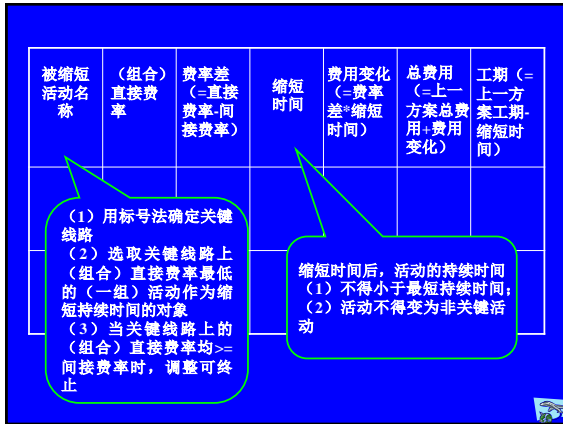 被缩短
活动名
称
（组合）
直接费
率
费率差
（=直接
费率-间
接费率）
缩短
时间
费用变化
（=费率
差*缩短
时间）
总费用
（=上一
方案总费
用+费用
变化）
工期（=
上一方
案工期-
缩短时
间）
（1）用标号法确定关键
线路
（2）选取关键线路上
（组合）直接费率最低
的（一组）活动作为缩
短持续时间的对象
（3）当关键线路上的
（组合）直接费率均>=
间接费率时，调整可终
止
缩短时间后，活动的持续时间
（1）不得小于最短持续时间；
（2）活动不得变为非关键活
动